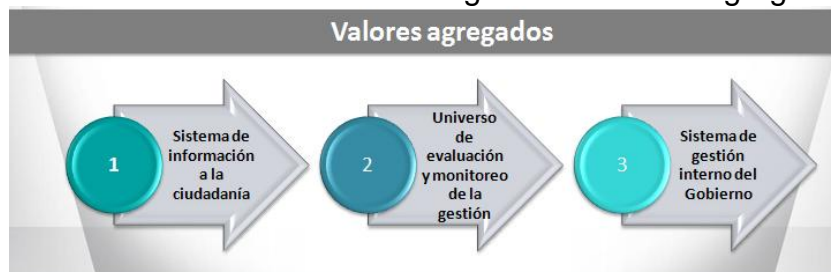 Valores agregados
1
Sistema de
información
a la
ciudadanía
2
Universo
de
evaluación
y monitoreo
de la
gestión
3
Sistema de
gestión
interno del
Gobierno